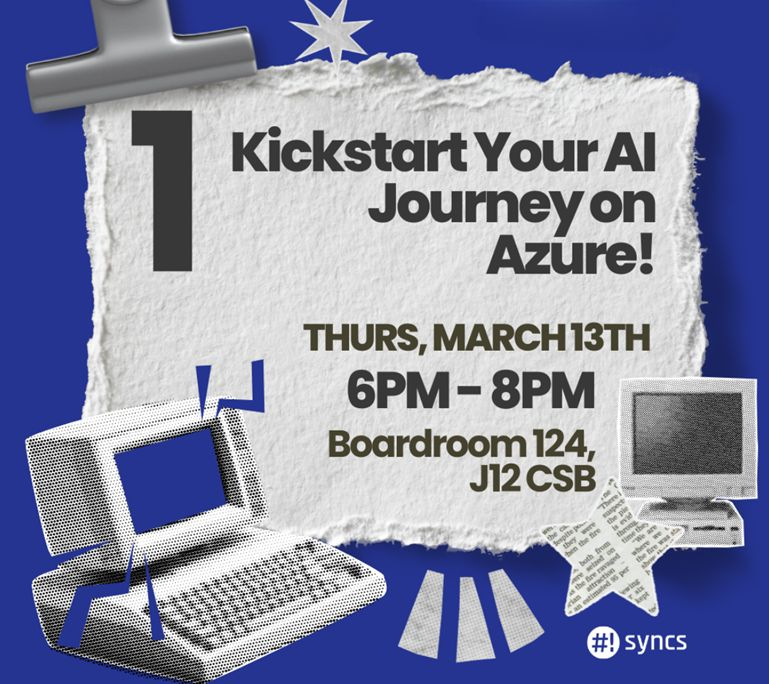 1
Kickstart Your AI
Journey on
Azure!
THURS, MARCH 13TH
6PM – 8PM
Boardroom 124,
J12 CSB
#! syncs